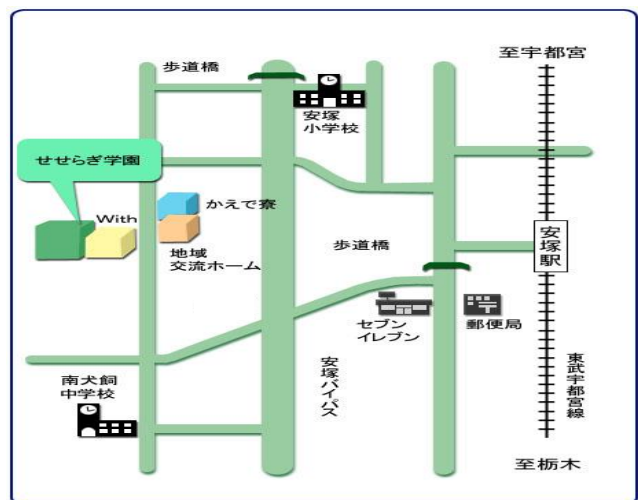 至宇都宮
歩道橋
安塚
小学校
せせらぎ学園
With
かえで寮
地域
交流ホーム
歩道橋
安塚駅
セブン
イレブン
郵便局
南犬飼
中学校
安塚バイパス
東武宇都宮線
至栃木